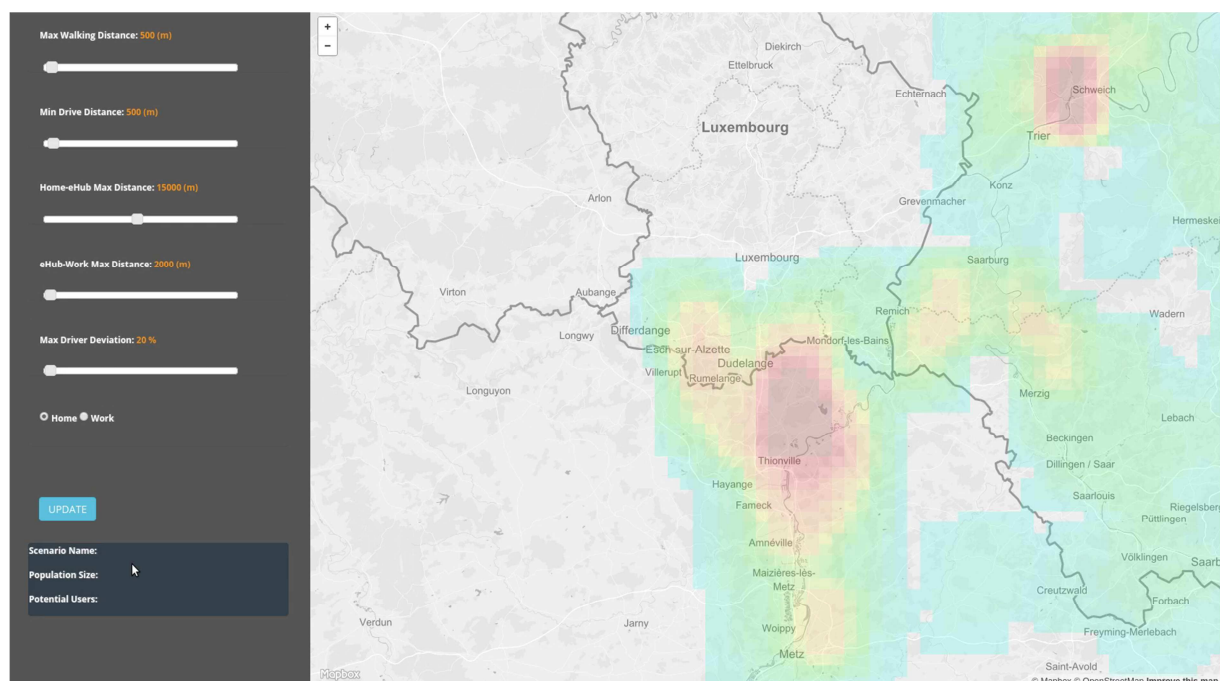 Max Walking Distance: 500 (m)
Min Drive Distance: 500 (m)
Home-eHub Max Distance: 15000 (m)
eHub-Work Max Distance: 2000 (m)
Max Driver Deviation: 20 %
Home Work
UPDATE
Scenario Name:
Population Size:
Potential Users:
+
−
Diekirch
Ettelbruck
Echternach
Schweich
Luxembourg
Trier
Konz
Arlon
Grevenmacher
Hermeskei
Luxembourg
Saarburg
Virton
Aubange
Remich
Wadern
Longwy
Differdange
Mondorf-les-Bains
Esch-sur-Alzette
Dudelange
Villerupt
Rumelange
Longuyon
Merzig
Lebach
Beckingen
Thionville
Dillingen / Saar
Hayange
Saarlouis
Fameck
Riegelsberg
Püttlingen
Amnéville
Völklingen
Saarb
Maizières-lès-
Metz
Creutzwald
Forbach
Verdun
Jarny
Woippy
Freyming-Merlebach
Metz
Saint-Avold
Mapbox
© Mapbox © OpenStreetMap Improve this map